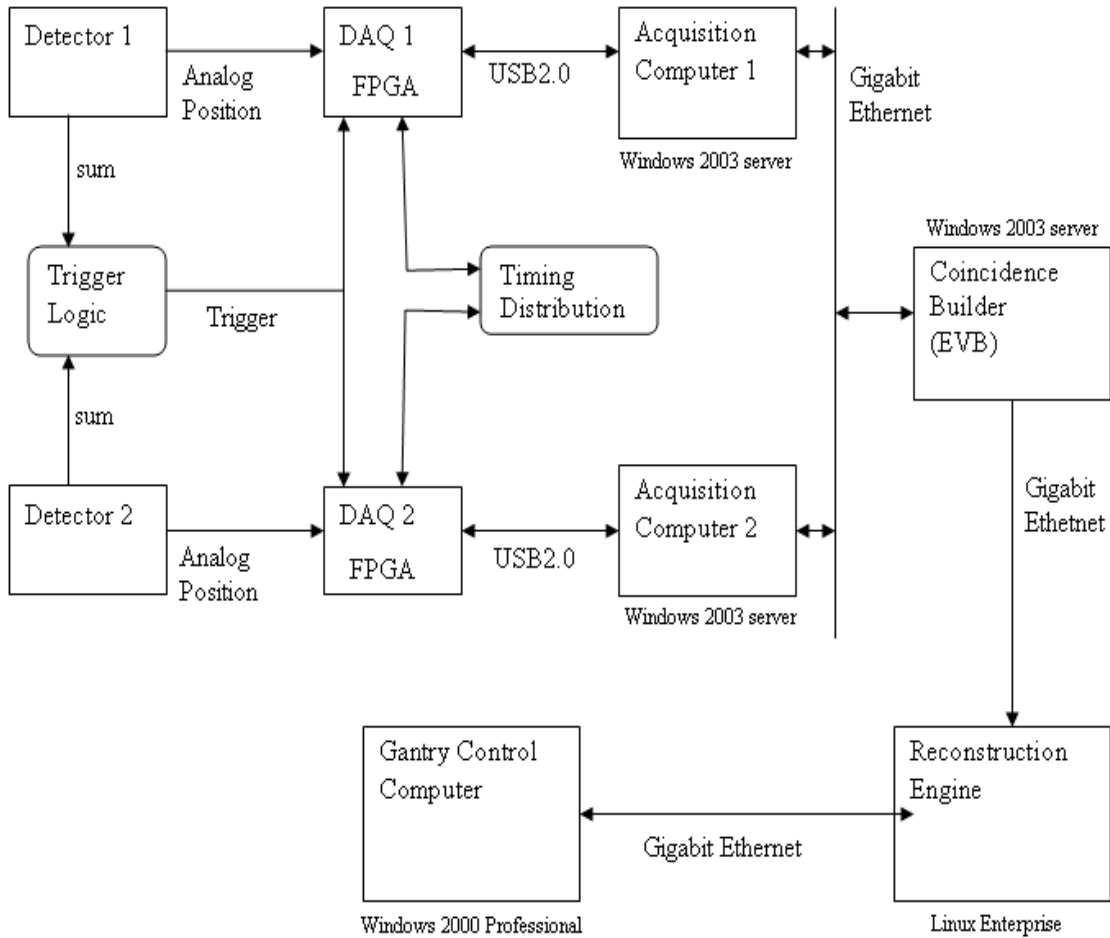 Detector 1
DAQ 1
FPGA
Acquisition
Computer 1
Analog
Position
USB2.0
Gigabit
Ethernet
Windows 2003 server
sum
Trigger
Logic
Trigger
Timing
Distribution
Windows 2003 server
Coincidence
Builder
(EVB)
sum
Detector 2
DAQ 2
FPGA
Acquisition
Computer 2
Analog
Position
USB2.0
Windows 2003 server
Gigabit
Ethetnet
Gantry Control
Computer
Reconstruction
Engine
Gigabit Ethernet
Windows 2000 Professional
Linux Enterprise